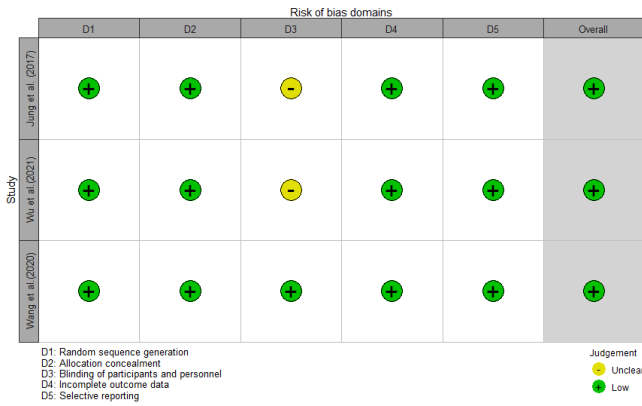 Risk of bias domains
D1 D2 D3 D4 D5 Overall
Study
Jung et al. (2017)
+ + - + + +
Wu et al.(2021)
+ + - + + +
Wang et al.(2020)
+ + + + + +
D1: Random sequence generation
D2: Allocation concealment
D3: Blinding of participants and personnel
D4: Incomplete outcome data
D5: Selective reporting
Judgement
- Unclear
+ Low